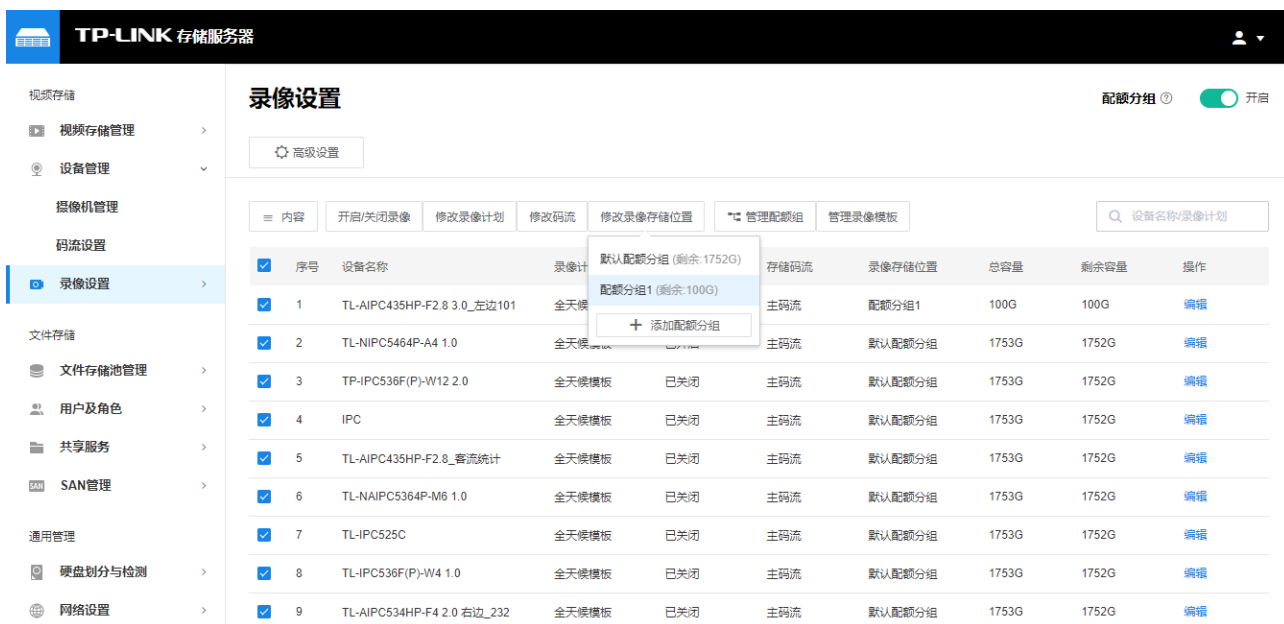 TP-LINK 存储服务器
视频存储
视频存储管理
设备管理
摄像机管理
码流设置
录像设置
文件存储
文件存储池管理
用户及角色
共享服务
SAN SAN管理
通用管理
硬盘划分与检测
网络设置
录像设置
配额分组 ? 开启
高级设置
内容 开启/关闭录像 修改录像计划 修改码流 修改录像存储位置 管理配额组 管理录像模板 设备名称/录像计划
默认配额分组 (剩余:1752G)
配额分组1 (剩余:100G)
+ 添加配额分组
序号 设备名称 录像计 存储码流 录像存储位置 总容量 剩余容量 操作
1 TL-AIPC435HP-F2.8 3.0_左边101 全天候 主码流 配额分组1 100G 100G 编辑
2 TL-NIPC5464P-A4 1.0 全天候模板 主码流 默认配额分组 1753G 1752G 编辑
3 TP-IPC536F(P)-W12 2.0 全天候模板 已关闭 主码流 默认配额分组 1753G 1752G 编辑
4 IPC 全天候模板 已关闭 主码流 默认配额分组 1753G 1752G 编辑
5 TL-AIPC435HP-F2.8_客流统计 全天候模板 已关闭 主码流 默认配额分组 1753G 1752G 编辑
6 TL-NAIPC5364P-M6 1.0 全天候模板 已关闭 主码流 默认配额分组 1753G 1752G 编辑
7 TL-IPC525C 全天候模板 已关闭 主码流 默认配额分组 1753G 1752G 编辑
8 TL-IPC536F(P)-W4 1.0 全天候模板 已关闭 主码流 默认配额分组 1753G 1752G 编辑
9 TL-AIPC534HP-F4 2.0 右边_232 全天候模板 已关闭 主码流 默认配额分组 1753G 1752G 编辑